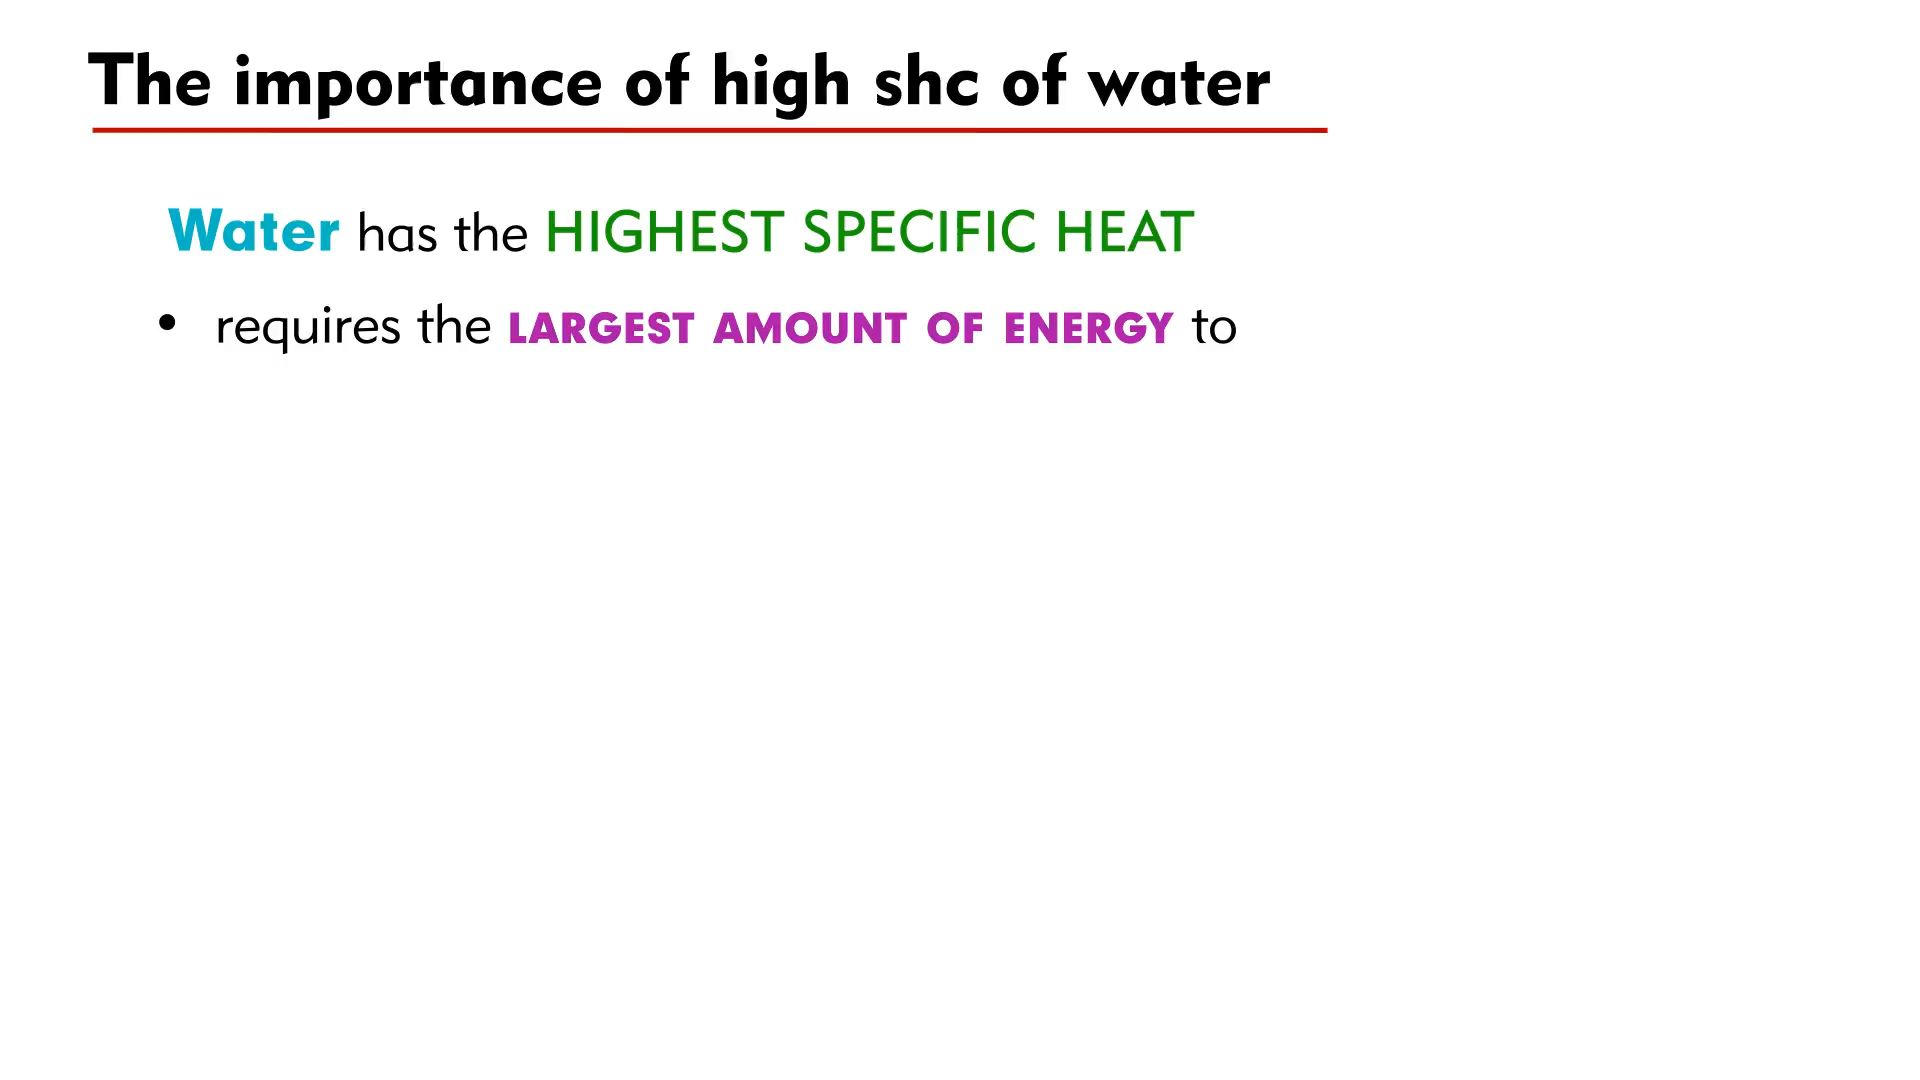 The importance of high shc of water
Water has the HIGHEST SPECIFIC HEAT
• requires the LARGEST AMOUNT OF ENERGY to